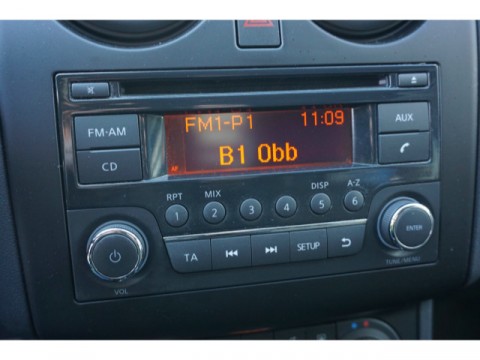 FM1-P1 11:09
B1 Obb
FM-AM
CD
AUX
RPT MIX DISP A-Z
1 2 3 4 5 6
TA SETUP
ENTER
VOL
TUNE/MENU